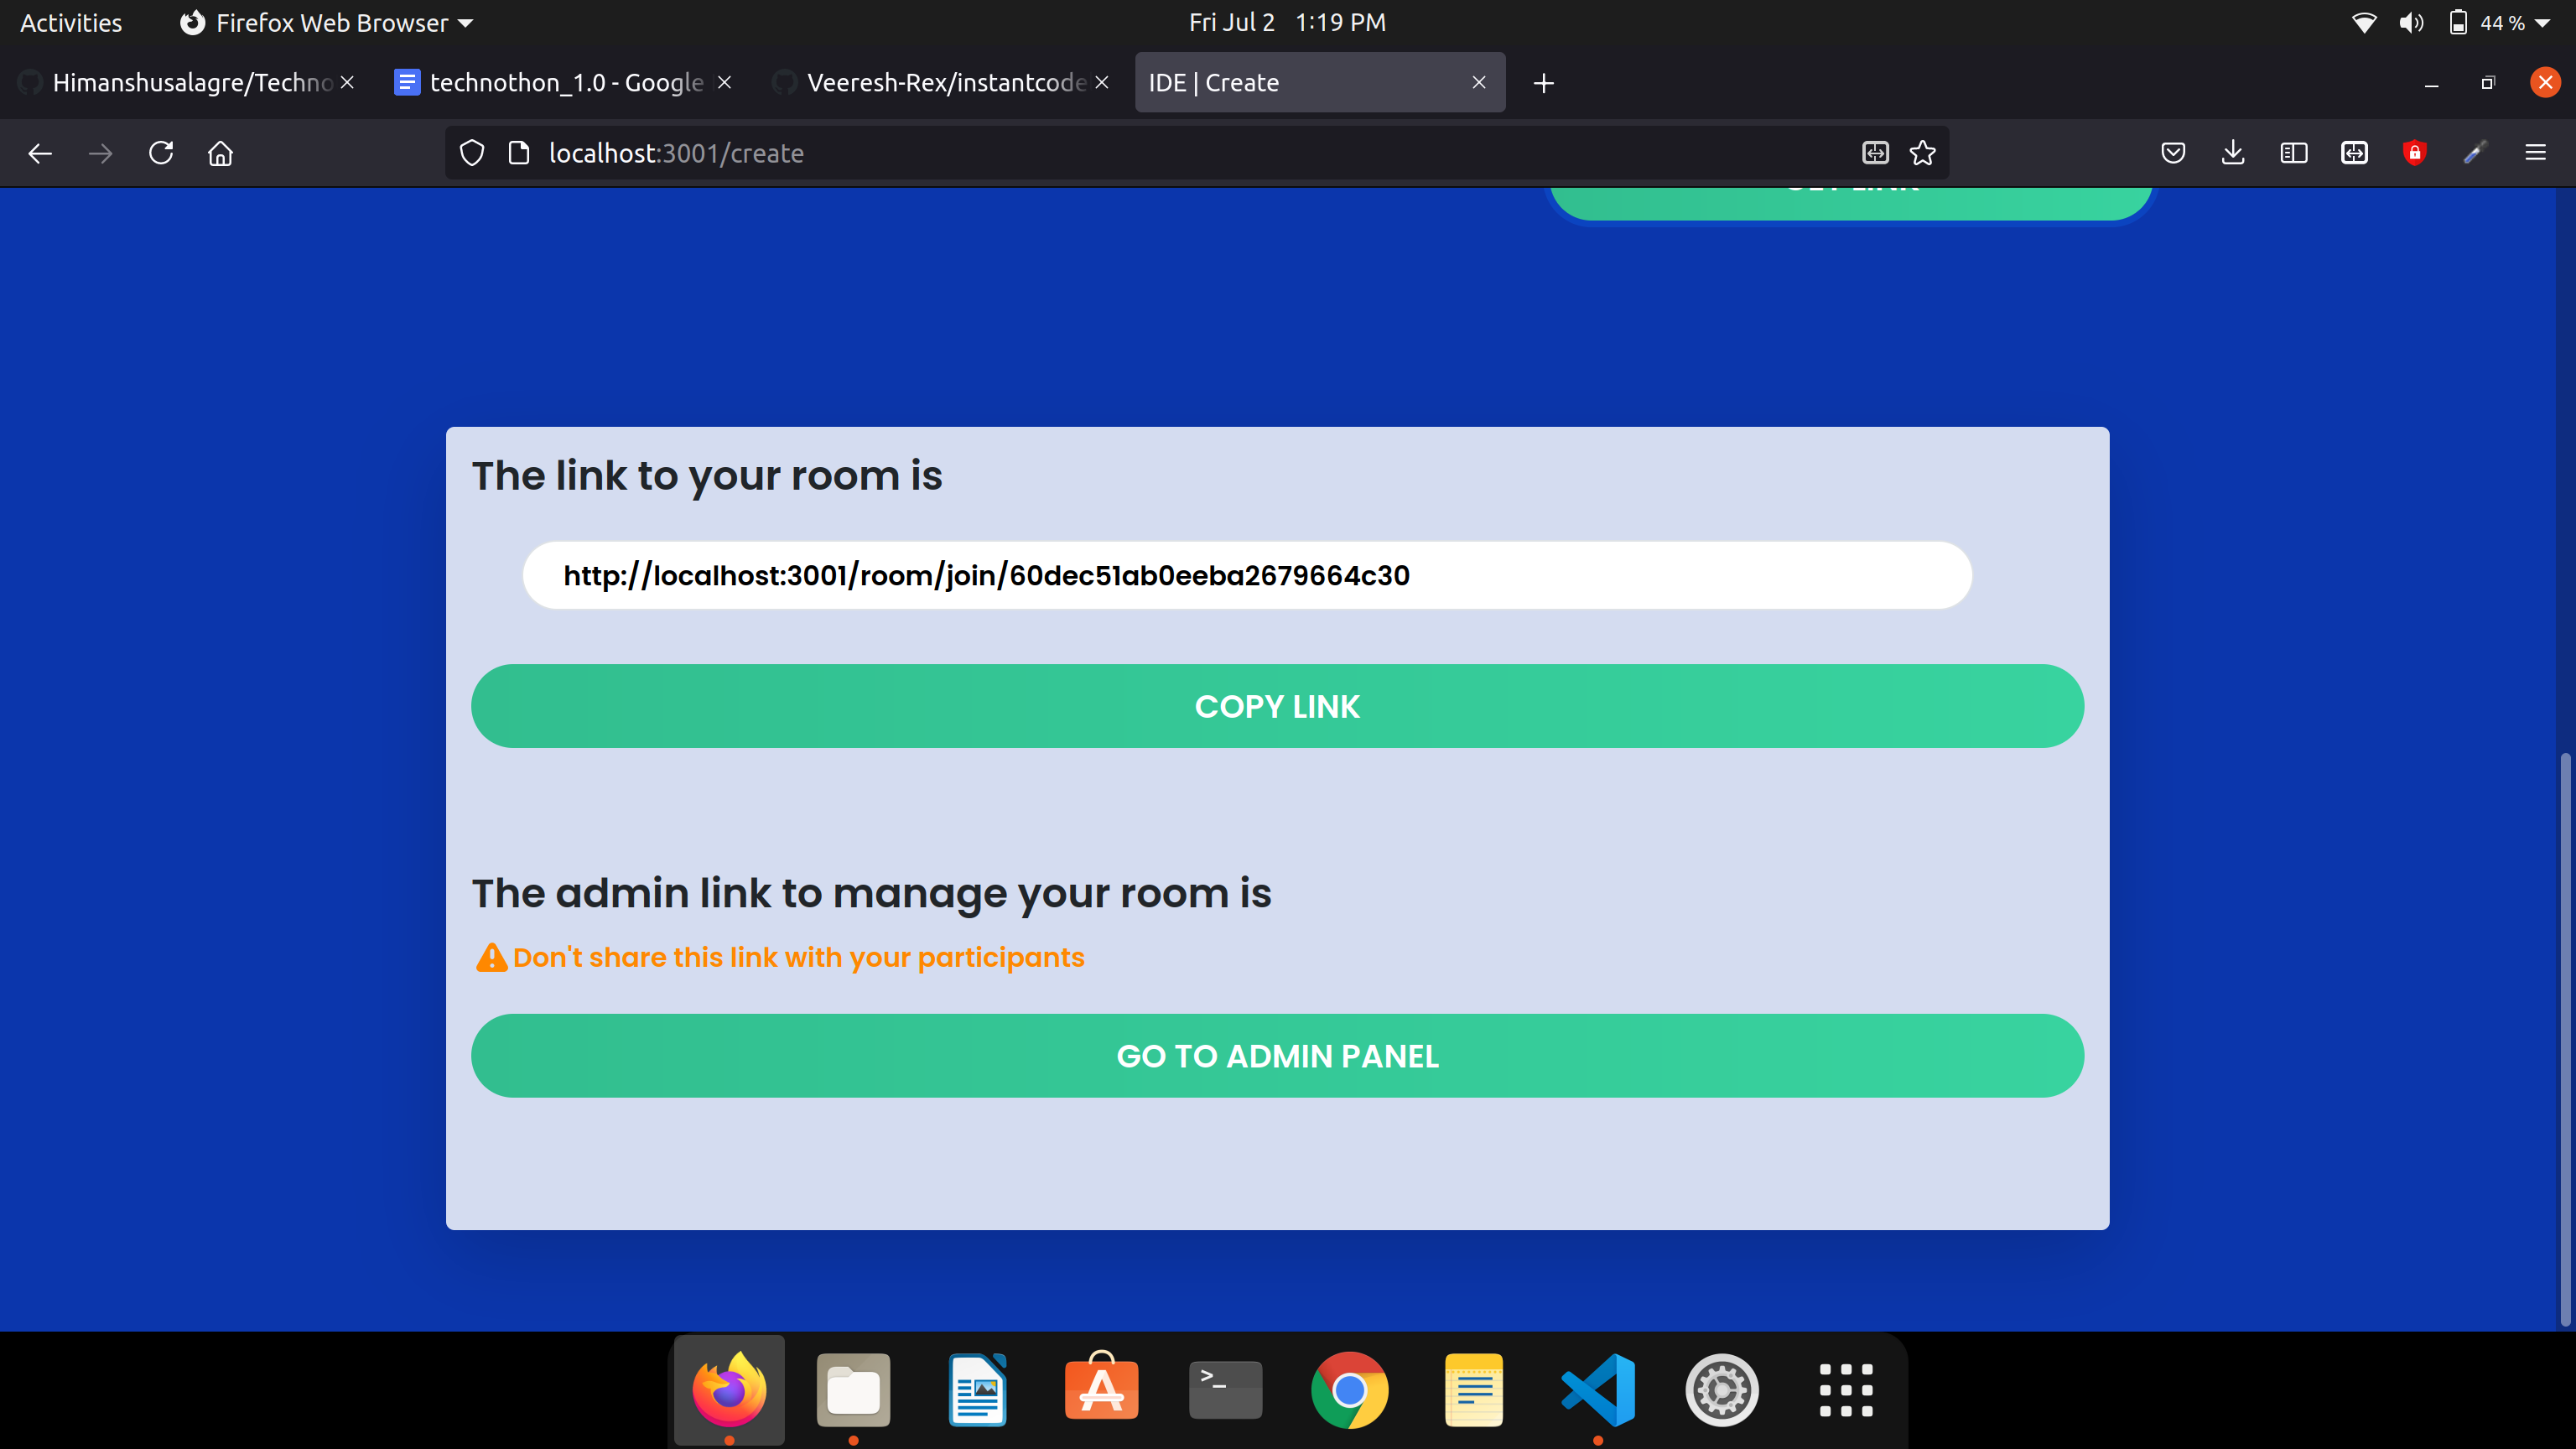 Activities Firefox Web Browser Fri Jul 2 1:19 PM 44 %
Himanshusalagre/Techno technothon_1.0 - Google Veeresh-Rex/instantcode IDE | Create
localhost:3001/create
The link to your room is
http://localhost:3001/room/join/60dec51ab0eeba2679664c30
COPY LINK
The admin link to manage your room is
Don't share this link with your participants
GO TO ADMIN PANEL